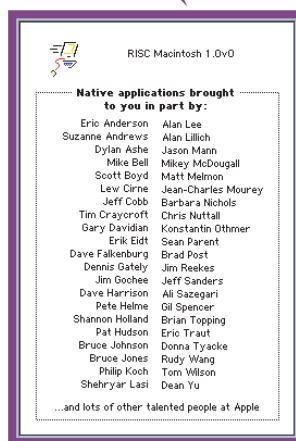 RISC Macintosh 1.0v0
Native applications brought
to you in part by:
Eric Anderson Alan Lee
Suzanne Andrews Alan Lillich
Dylan Ashe Jason Mann
Mike Bell Mikey McDougall
Scott Boyd Matt Melmon
Lew Cirne Jean-Charles Mourey
Jeff Cobb Barbara Nichols
Tim Craycroft Chris Nuttall
Gary Davidian Konstantin Othmer
Erik Eidt Sean Parent
Dave Falkenburg Brad Post
Dennis Gately Jim Reekes
Jim Gochee Jeff Sanders
Dave Harrison Ali Sazegari
Pete Helme Gil Spencer
Shannon Holland Brian Topping
Pat Hudson Eric Traut
Bruce Johnson Donna Tyacke
Bruce Jones Rudy Wang
Philip Koch Tom Wilson
Shehryar Lasi Dean Yu
...and lots of other talented people at Apple